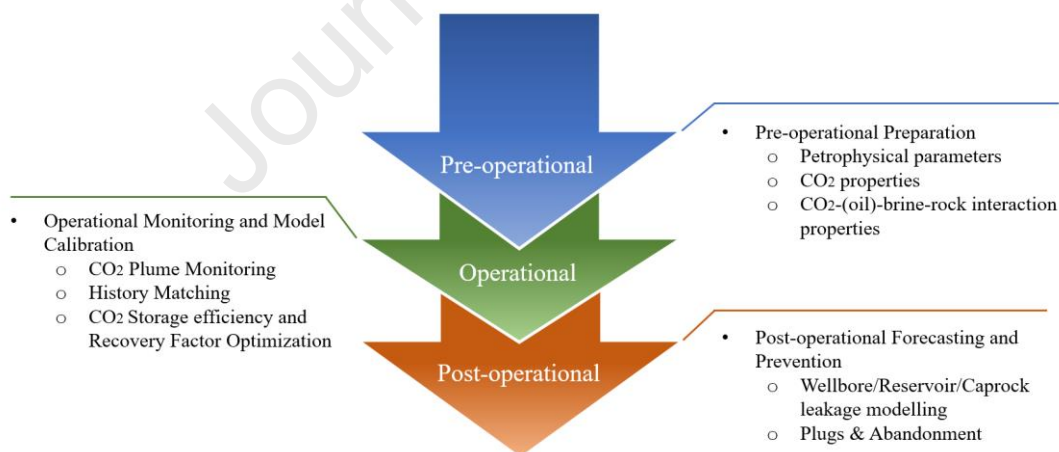 Jour
Pre-operational
• Pre-operational Preparation
o Petrophysical parameters
o CO2 properties
o CO2-(oil)-brine-rock interaction
properties
• Operational Monitoring and Model
Calibration
o CO2 Plume Monitoring
o History Matching
o CO2 Storage efficiency and
Recovery Factor Optimization
Operational
Post-operational
• Post-operational Forecasting and
Prevention
o Wellbore/Reservoir/Caprock
leakage modelling
o Plugs & Abandonment